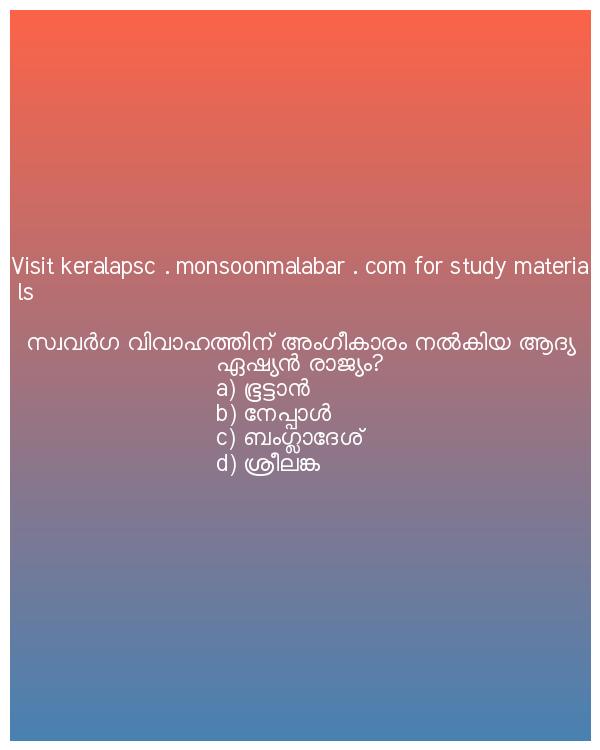 Visit keralapsc . monsoonmalabar . com for study materia
ls
സ്വവർഗ വിവാഹത്തിന് അംഗീകാരം നൽകിയ ആദ്യ
ഏഷ്യൻ രാജ്യം?
a) ഭൂട്ടാൻ
b) നേപ്പാൾ
c) ബംഗ്ലാദേശ്
d) ശ്രീലങ്ക